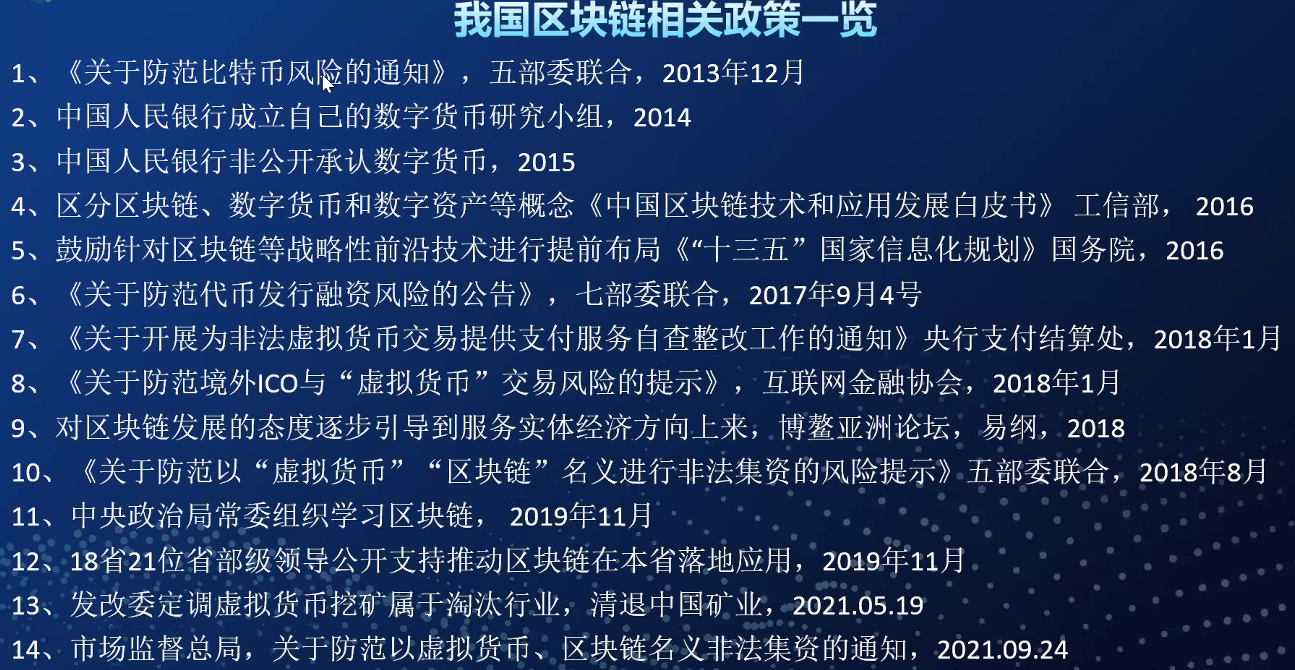 我国区块链相关政策一览
1、《关于防范比特币风险的通知》，五部委联合，2013年12月
2、中国人民银行成立自己的数字货币研究小组，2014
3、中国人民银行非公开承认数字货币，2015
4、区分区块链、数字货币和数字资产等概念《中国区块链技术和应用发展白皮书》 工信部， 2016
5、鼓励针对区块链等战略性前沿技术进行提前布局《“十三五”国家信息化规划》国务院，2016
6、《关于防范代币发行融资风险的公告》，七部委联合，2017年9月4号
7、《关于开展为非法虚拟货币交易提供支付服务自查整改工作的通知》央行支付结算处，2018年1月
8、《关于防范境外ICO与“虚拟货币”交易风险的提示》，互联网金融协会，2018年1月
9、对区块链发展的态度逐步引导到服务实体经济方向上来，博鳌亚洲论坛，易纲，2018
10、《关于防范以“虚拟货币”“区块链”名义进行非法集资的风险提示》五部委联合，2018年8月
11、中央政治局常委组织学习区块链， 2019年11月
12、18省21位省部级领导公开支持推动区块链在本省落地应用，2019年11月
13、发改委定调虚拟货币挖矿属于淘汰行业，清退中国矿业，2021.05.19
14、市场监督总局，关于防范以虚拟货币、区块链名义非法集资的通知，2021.09.24